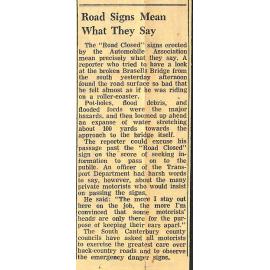 Road Signs Mean
What They Say
The "Road Closed" signs erected
by the Automobile Association
mean precisely what they say. A
reporter who tried to have a look
at the broken Brasells Bridge from
the south yesterday afternoon
found the road surface so bad that
he felt almost as if he was riding
on a roller-coaster.
Pot-holes, flood debris, and
flooded fords were the major
hazards, and then loomed up ahead
an expanse of water stretching
about 100 yards towards the
approach to the bridge itself.
The reporter could excuse his
passage past the "Road Closed"
sign on the score of seeking in-
formation to pass on to the
public. An officer of the Trans-
port Department had harsh words
to say, however, about the many
private motorists who would insist
on passing the signs.
He said: "The more I stay out
here on the job, the more I'm
convinced that some motorists'
heads are only there for the pur-
pose of keeping their ears apart."
The South Canterbury county
councils have asked all motorists
to exercise the greatest care over
back-country roads and to observe
the emergency danger signs.